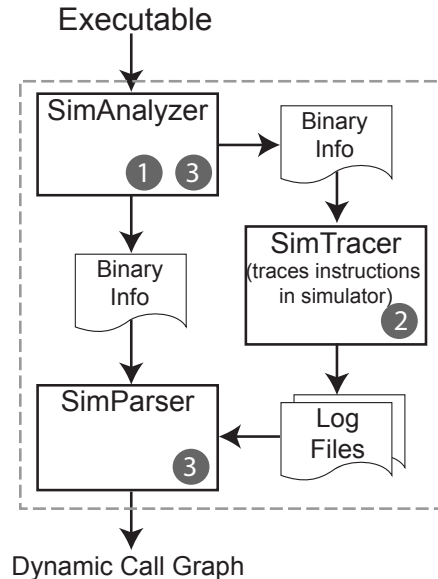 Executable
SimAnalyzer
1 3
Binary
Info
SimTracer
(traces instructions
in simulator)
2
Binary
Info
SimParser
3
Log
Files
Dynamic Call Graph